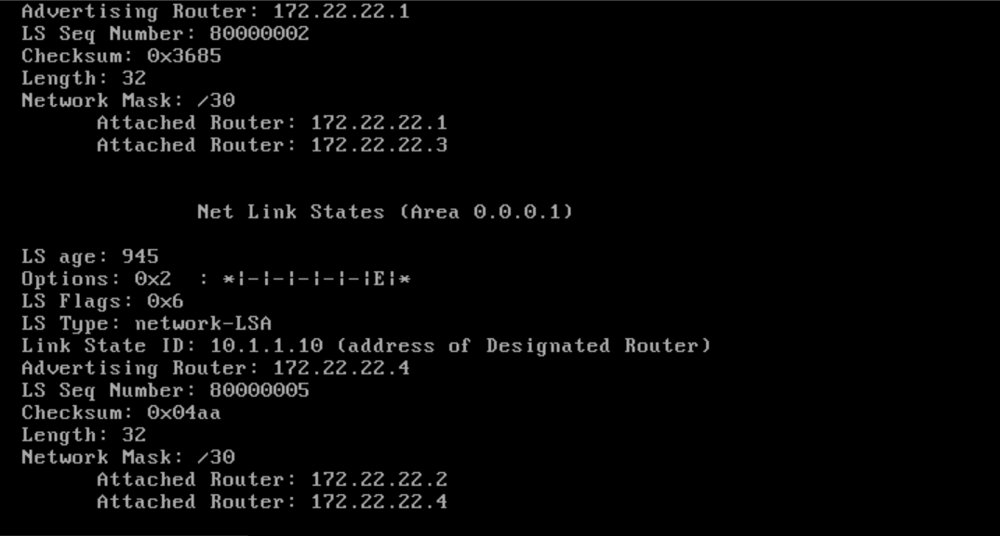 Advertising Router: 172.22.22.1
LS Seq Number: 80000002
Checksum: 0x3685
Length: 32
Network Mask: /30
Attached Router: 172.22.22.1
Attached Router: 172.22.22.3
Net Link States (Area 0.0.0.1)
LS age: 945
Options: 0x2  : *|-|-|-|-|-|E|*
LS Flags: 0x6
LS Type: network-LSA
Link State ID: 10.1.1.10 (address of Designated Router)
Advertising Router: 172.22.22.4
LS Seq Number: 80000005
Checksum: 0x04aa
Length: 32
Network Mask: /30
Attached Router: 172.22.22.2
Attached Router: 172.22.22.4